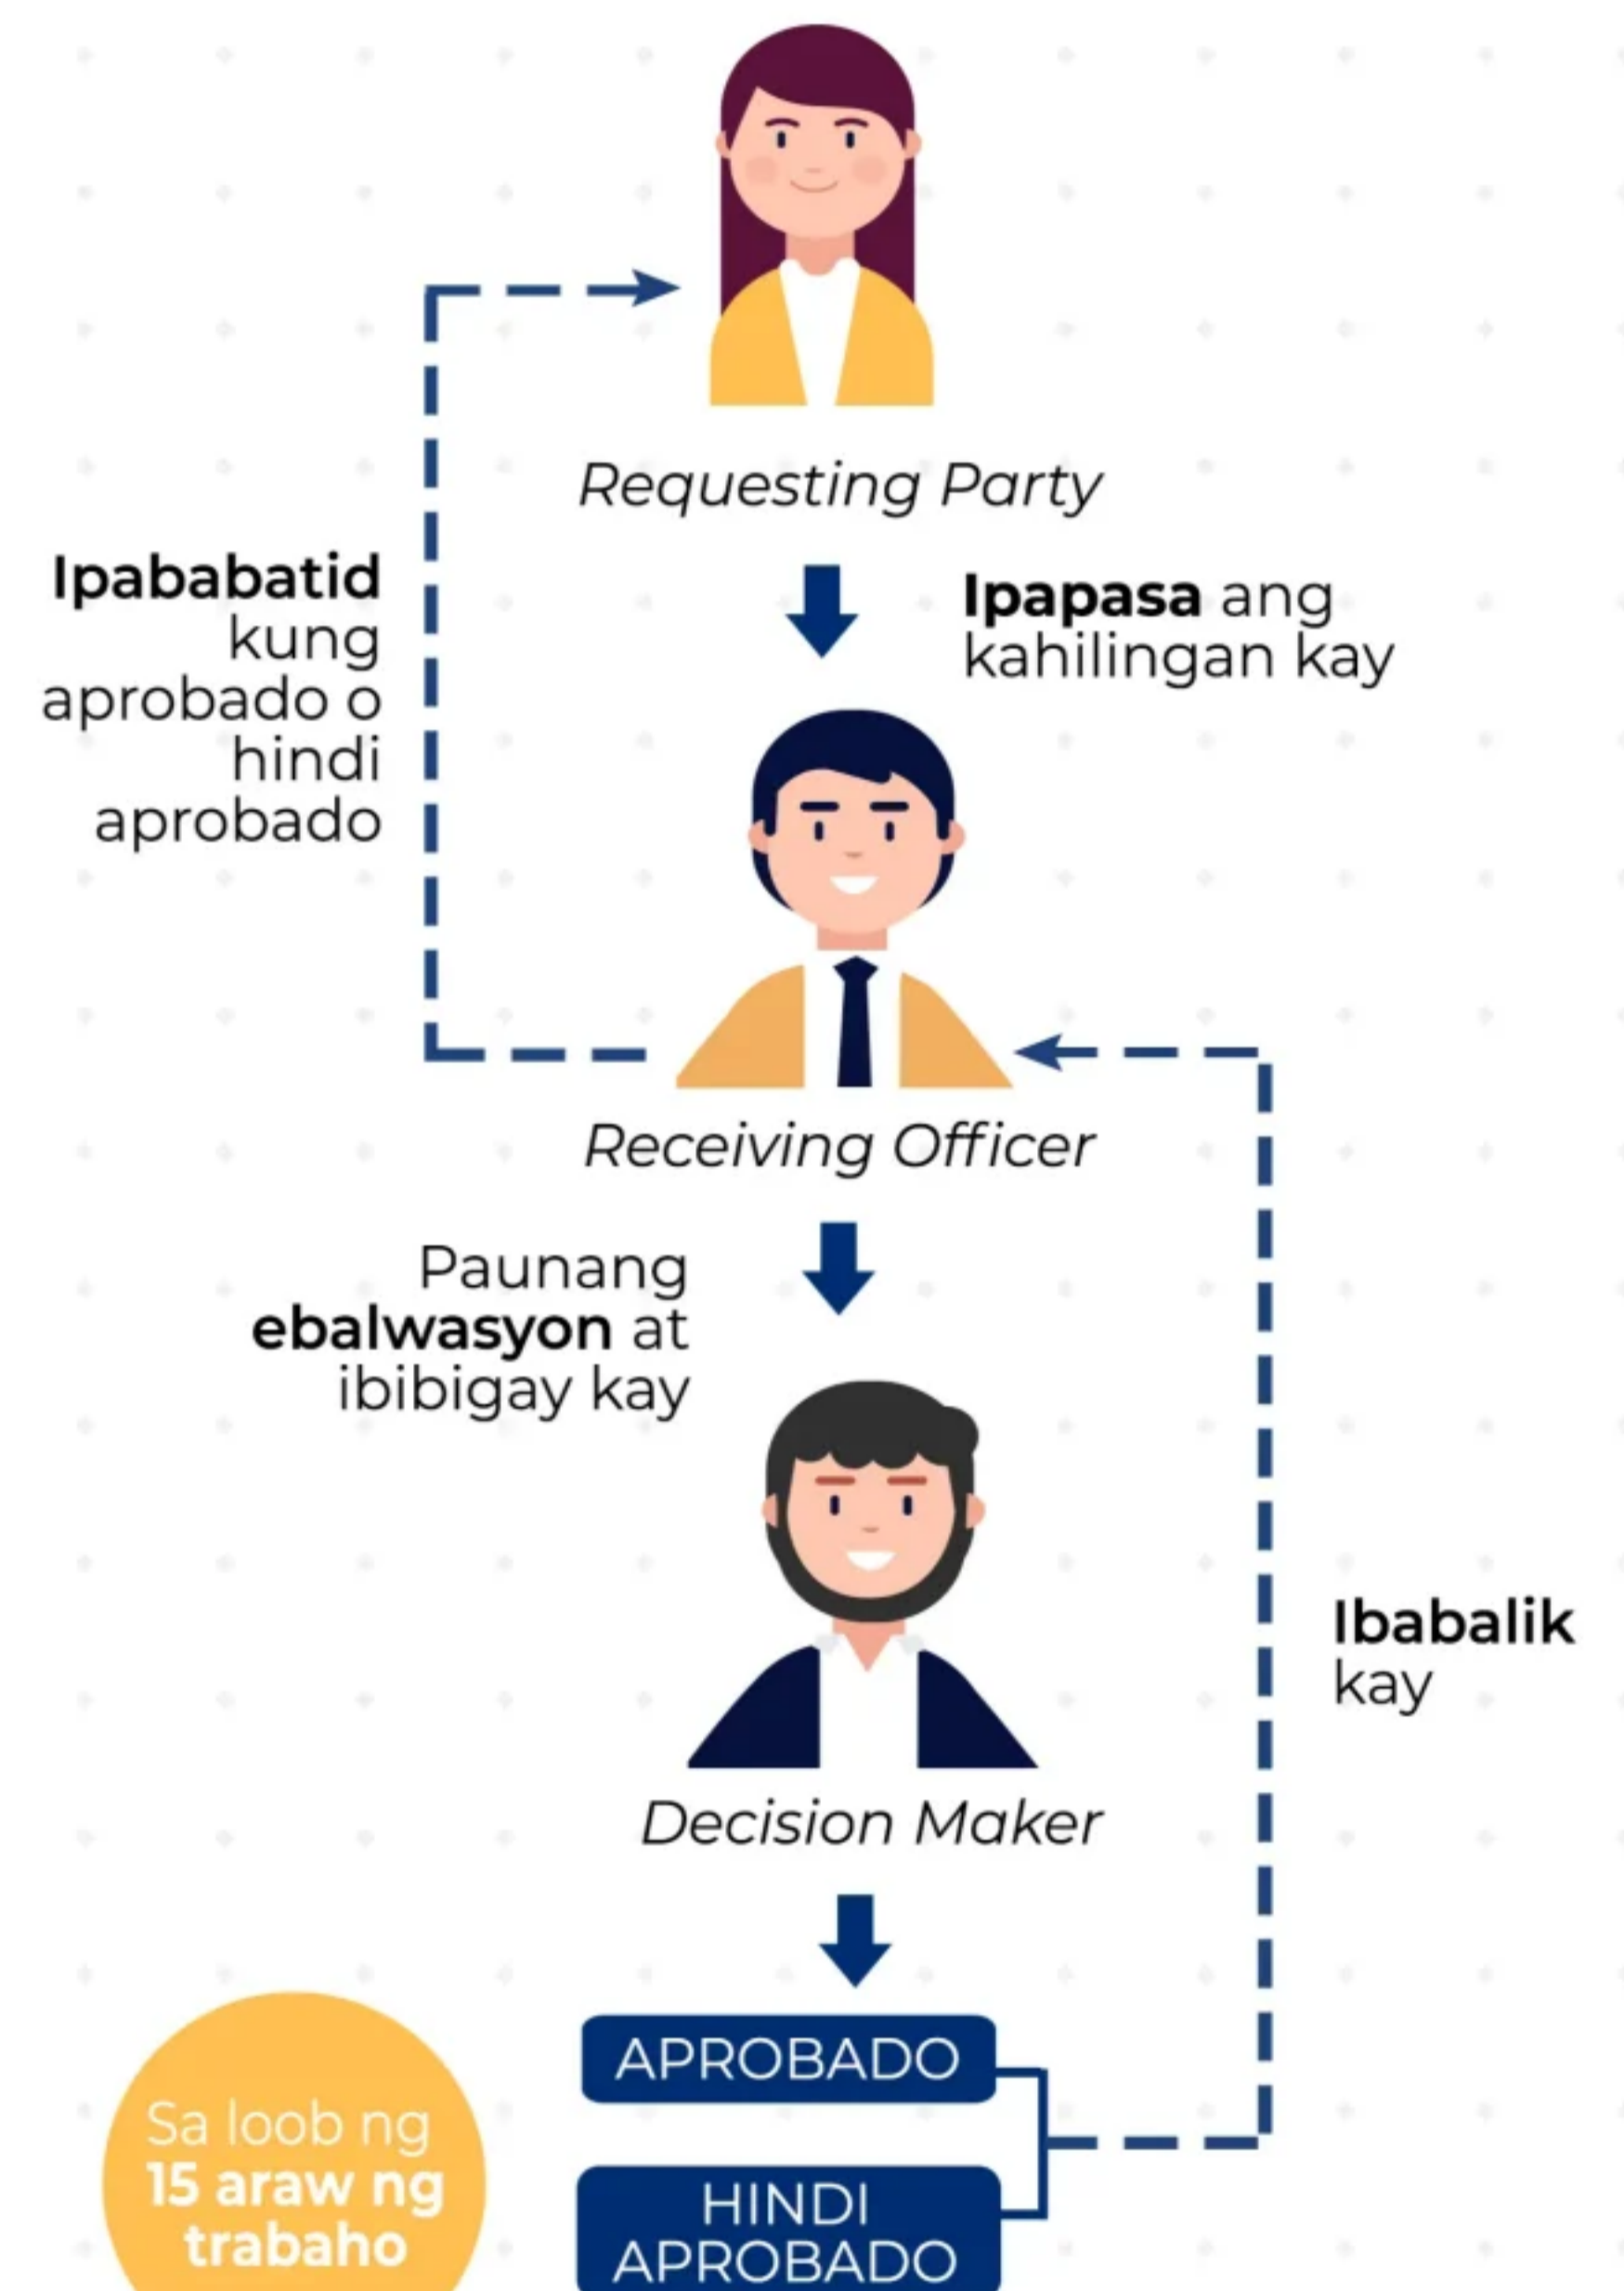 Requesting Party
Ipababatid
kung
aprobado o
hindi
aprobado
Ipapasa ang
kahilingan kay
Receiving Officer
Paunang
ebalwasyon at
ibibigay kay
Ibabalik
kay
Decision Maker
APROBADO
HINDI
APROBADO
Sa loob ng
15 araw ng
trabaho